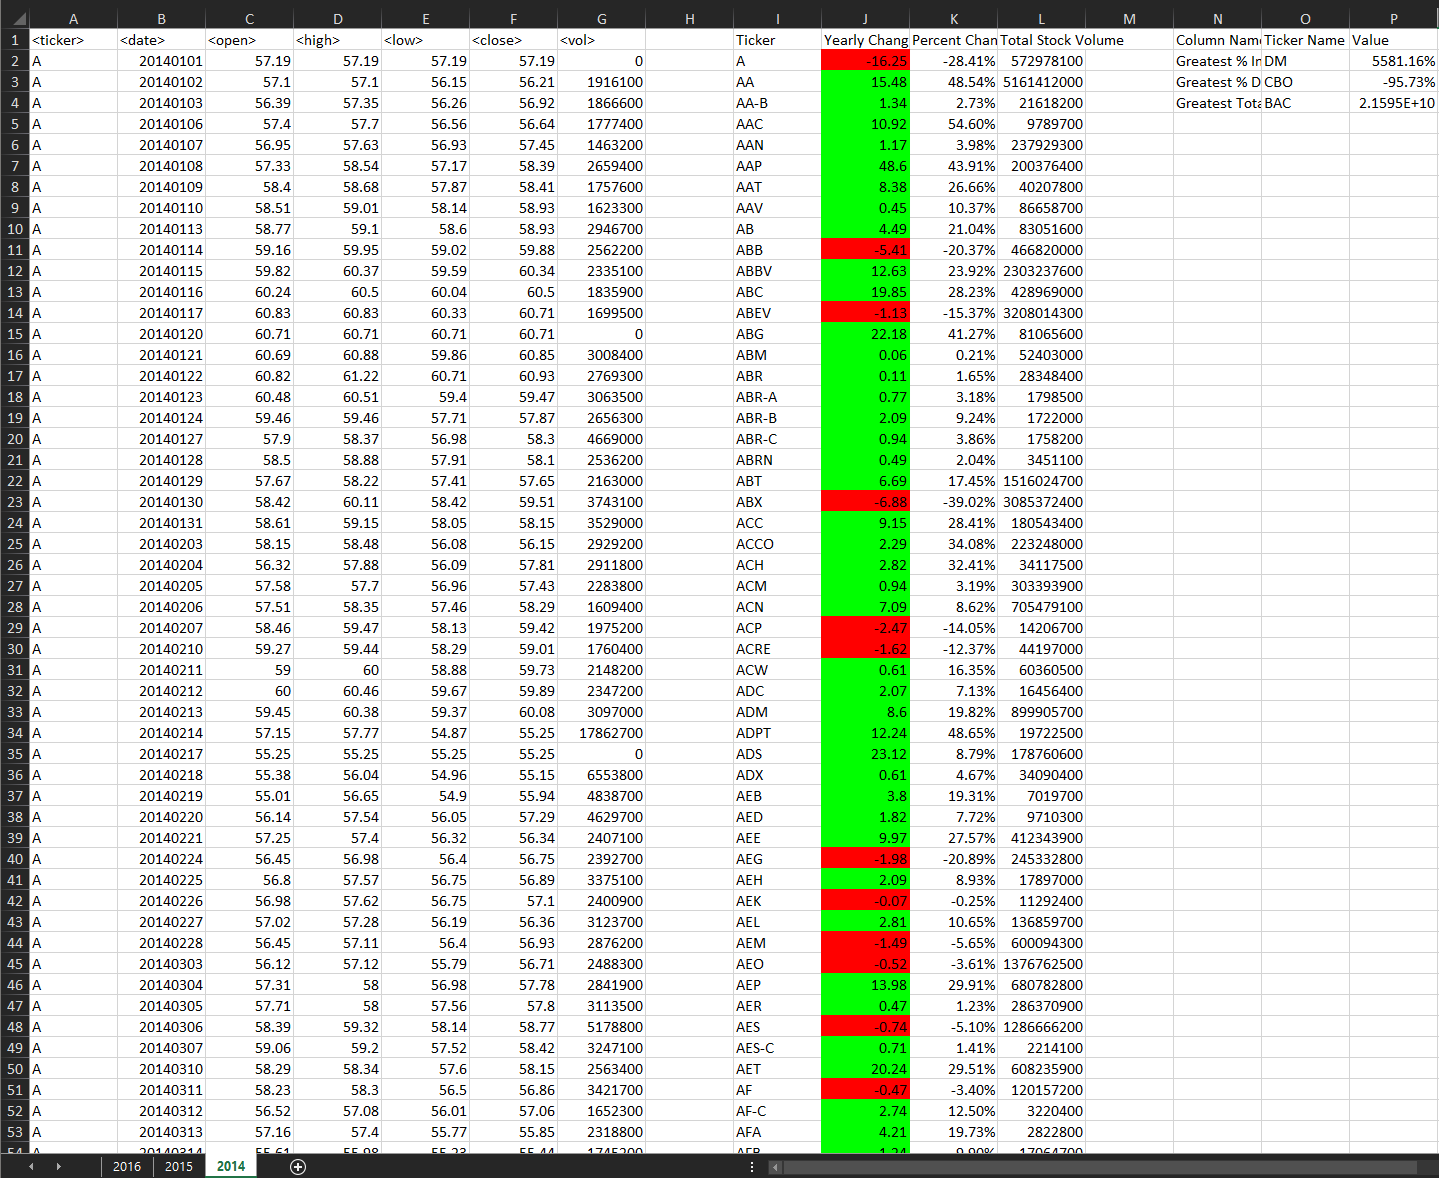 A B C D E F G H I J K L M N O P
1 <ticker> <date> <open> <high> <low> <close> <vol> Ticker Yearly Chang Percent Chan Total Stock Volume Column Nam Ticker Name Value
2 A 20140101 57.19 57.19 57.19 57.19 0 A -16.25 -28.41% 572978100 Greatest % In DM 5581.16%
3 A 20140102 57.1 57.1 56.15 56.21 1916100 AA 15.48 48.54% 5161412000 Greatest % D CBO -95.73%
4 A 20140103 56.39 57.35 56.26 56.92 1866600 AA-B 1.34 2.73% 21618200 Greatest Tota BAC 2.1595E+10
5 A 20140106 57.4 57.7 56.56 56.64 1777400 AAC 10.92 54.60% 9789700
6 A 20140107 56.95 57.63 56.93 57.45 1463200 AAN 1.17 3.98% 237929300
7 A 20140108 57.33 58.54 57.17 58.39 2659400 AAP 48.6 43.91% 200376400
8 A 20140109 58.4 58.68 57.87 58.41 1757600 AAT 8.38 26.66% 40207800
9 A 20140110 58.51 59.01 58.14 58.93 1623300 AAV 0.45 10.37% 86658700
10 A 20140113 58.77 59.1 58.6 58.93 2946700 AB 4.49 21.04% 83051600
11 A 20140114 59.16 59.95 59.02 59.88 2562200 ABB -5.41 -20.37% 466820000
12 A 20140115 59.82 60.37 59.59 60.34 2335100 ABBV 12.63 23.92% 2303237600
13 A 20140116 60.24 60.5 60.04 60.5 1835900 ABC 19.85 28.23% 428969000
14 A 20140117 60.83 60.83 60.33 60.71 1699500 ABEV -1.13 -15.37% 3208014300
15 A 20140120 60.71 60.71 60.71 60.71 0 ABG 22.18 41.27% 81065600
16 A 20140121 60.69 60.88 59.86 60.85 3008400 ABM 0.06 0.21% 52403000
17 A 20140122 60.82 61.22 60.71 60.93 2769300 ABR 0.11 1.65% 28348400
18 A 20140123 60.48 60.51 59.4 59.47 3063500 ABR-A 0.77 3.18% 1798500
19 A 20140124 59.46 59.46 57.71 57.87 2656300 ABR-B 2.09 9.24% 1722000
20 A 20140127 57.9 58.37 56.98 58.3 4669000 ABR-C 0.94 3.86% 1758200
21 A 20140128 58.5 58.88 57.91 58.1 2536200 ABRN 0.49 2.04% 3451100
22 A 20140129 57.67 58.22 57.41 57.65 2163000 ABT 6.69 17.45% 1516024700
23 A 20140130 58.42 60.11 58.42 59.51 3743100 ABX -6.88 -39.02% 3085372400
24 A 20140131 58.61 59.15 58.05 58.15 3529000 ACC 9.15 28.41% 180543400
25 A 20140203 58.15 58.48 56.08 56.15 2929200 ACCO 2.29 34.08% 223248000
26 A 20140204 56.32 57.88 56.09 57.81 2911800 ACH 2.82 32.41% 34117500
27 A 20140205 57.58 57.7 56.96 57.43 2283800 ACM 0.94 3.19% 303393900
28 A 20140206 57.51 58.35 57.46 58.29 1609400 ACN 7.09 8.62% 705479100
29 A 20140207 58.46 59.47 58.13 59.42 1975200 ACP -2.47 -14.05% 14206700
30 A 20140210 59.27 59.44 58.29 59.01 1760400 ACRE -1.62 -12.37% 44197000
31 A 20140211 59 60 58.88 59.73 2148200 ACW 0.61 16.35% 60360500
32 A 20140212 60 60.46 59.67 59.89 2347200 ADC 2.07 7.13% 16456400
33 A 20140213 59.45 60.38 59.37 60.08 3097000 ADM 8.6 19.82% 899905700
34 A 20140214 57.15 57.77 54.87 55.25 17862700 ADPT 12.24 48.65% 19722500
35 A 20140217 55.25 55.25 55.25 55.25 0 ADS 23.12 8.79% 178760600
36 A 20140218 55.38 56.04 54.96 55.15 6553800 ADX 0.61 4.67% 34090400
37 A 20140219 55.01 56.65 54.9 55.94 4838700 AEB 3.8 19.31% 7019700
38 A 20140220 56.14 57.54 56.05 57.29 4629700 AED 1.82 7.72% 9710300
39 A 20140221 57.25 57.4 56.32 56.34 2407100 AEE 9.97 27.57% 412343900
40 A 20140224 56.45 56.98 56.4 56.75 2392700 AEG -1.98 -20.89% 245332800
41 A 20140225 56.8 57.57 56.75 56.89 3375100 AEH 2.09 8.93% 17897000
42 A 20140226 56.98 57.62 56.75 57.1 2400900 AEK -0.07 -0.25% 11292400
43 A 20140227 57.02 57.28 56.19 56.36 3123700 AEL 2.81 10.65% 136859700
44 A 20140228 56.45 57.11 56.4 56.93 2876200 AEM -1.49 -5.65% 600094300
45 A 20140303 56.12 57.12 55.79 56.71 2488300 AEO -0.52 -3.61% 1376762500
46 A 20140304 57.31 58 56.98 57.78 2841900 AEP 13.98 29.91% 680782800
47 A 20140305 57.71 58 57.56 57.8 3113500 AER 0.47 1.23% 286370900
48 A 20140306 58.39 59.32 58.14 58.77 5178800 AES -0.74 -5.10% 1286666200
49 A 20140307 59.06 59.2 57.52 58.42 3247100 AES-C 0.71 1.41% 2214100
50 A 20140310 58.29 58.34 57.6 58.15 2563400 AET 20.24 29.51% 608235900
51 A 20140311 58.23 58.3 56.5 56.86 3421700 AF -0.47 -3.40% 120157200
52 A 20140312 56.52 57.08 56.01 57.06 1652300 AF-C 2.74 12.50% 3220400
53 A 20140313 57.16 57.4 55.77 55.85 2318800 AFA 4.21 19.73% 2822800
2016 2015 2014